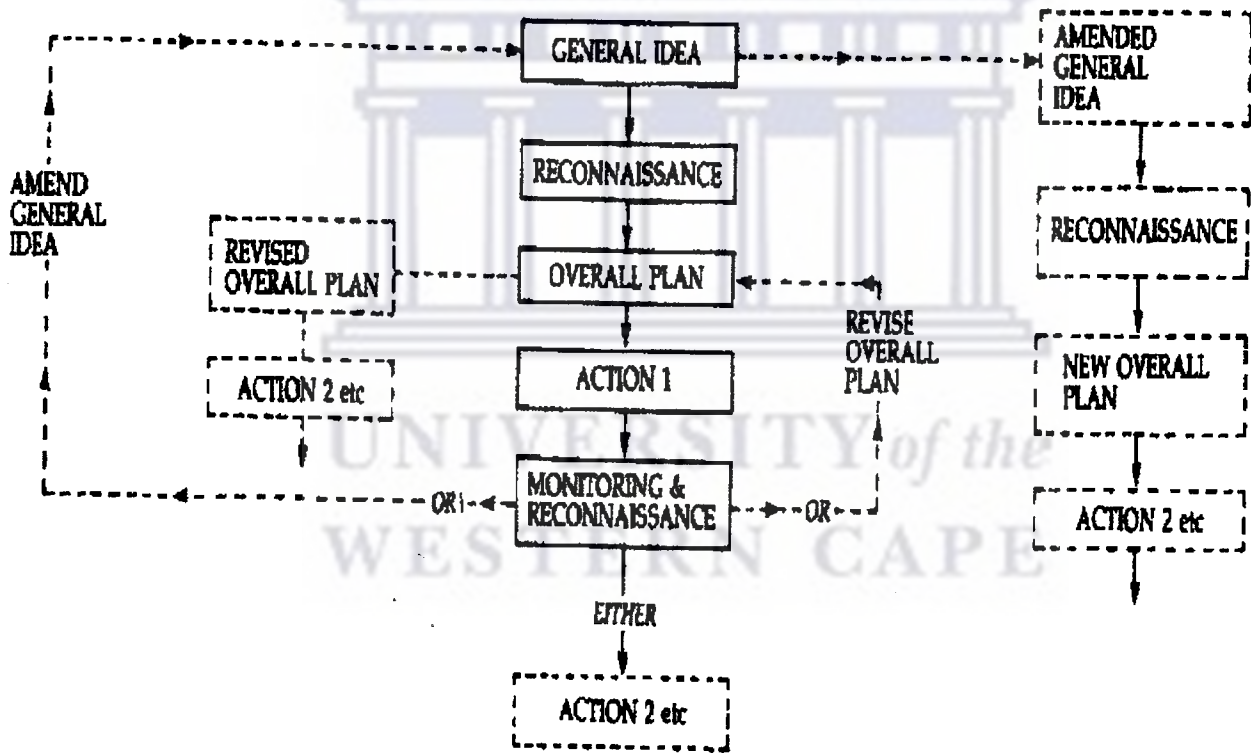 GENERAL IDEA
AMENDED
GENERAL
IDEA
RECONNAISSANCE
AMEND
GENERAL
IDEA
REVISED
OVERALL PLAN
OVERALL PLAN
REVISE
OVERALL
PLAN
RECONNAISSANCE
ACTION 2 etc
ACTION 1
NEW OVERALL
PLAN
UNIVERSITY of the
OR
MONITORING &
RECONNAISSANCE
OR
ACTION 2 etc
WESTERN CAPE
EITHER
ACTION 2 etc